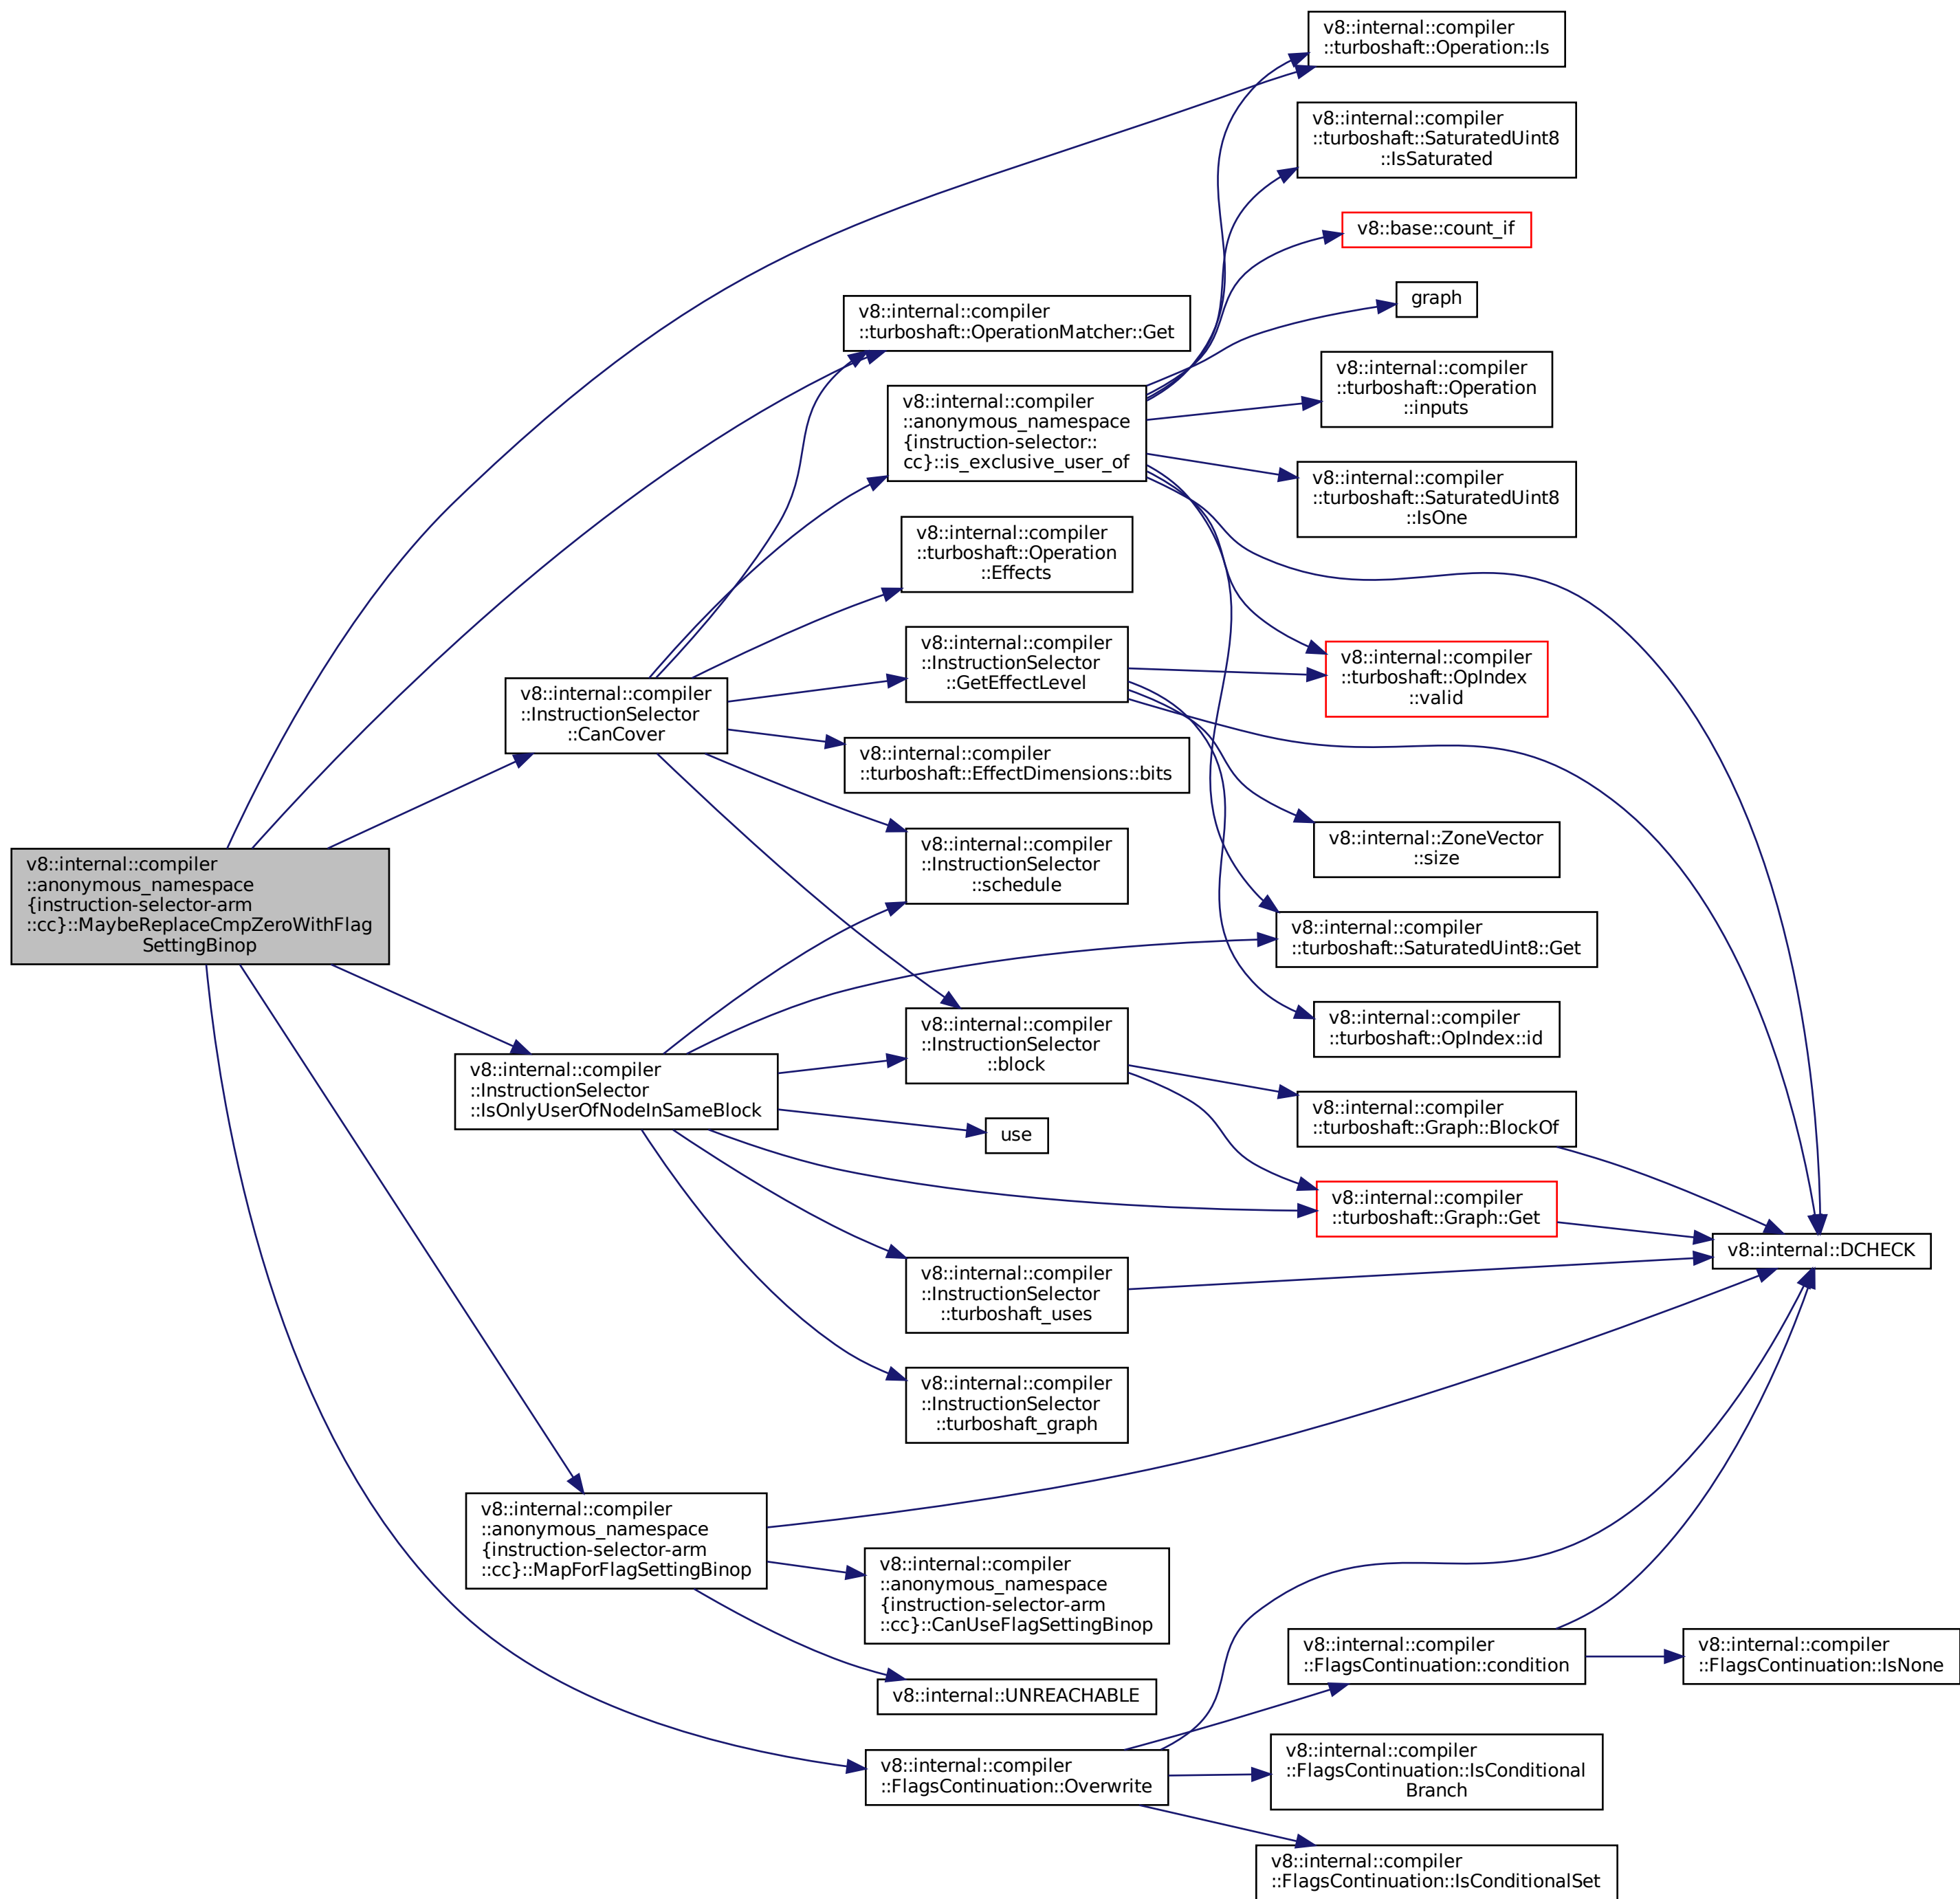 v8::internal::compiler
::turboshaft::Operation::Is
v8::internal::compiler
::turboshaft::SaturatedUint8
::IsSaturated
v8::base::count_if
graph
v8::internal::compiler
::turboshaft::OperationMatcher::Get
v8::internal::compiler
::turboshaft::Operation
::inputs
v8::internal::compiler
::anonymous_namespace
{instruction-selector::
cc}::is_exclusive_user_of
v8::internal::compiler
::turboshaft::SaturatedUint8
::IsOne
v8::internal::compiler
::turboshaft::Operation
::Effects
v8::internal::compiler
::InstructionSelector
::GetEffectLevel
v8::internal::compiler
::turboshaft::OpIndex
::valid
v8::internal::compiler
::InstructionSelector
::CanCover
v8::internal::compiler
::turboshaft::EffectDimensions::bits
v8::internal::ZoneVector
::size
v8::internal::compiler
::InstructionSelector
::schedule
v8::internal::compiler
::anonymous_namespace
{instruction-selector-arm
::cc}::MaybeReplaceCmpZeroWithFlag
SettingBinop
v8::internal::compiler
::turboshaft::SaturatedUint8::Get
v8::internal::compiler
::turboshaft::OpIndex::id
v8::internal::compiler
::InstructionSelector
::block
v8::internal::compiler
::InstructionSelector
::IsOnlyUserOfNodeInSameBlock
v8::internal::compiler
::turboshaft::Graph::BlockOf
use
v8::internal::compiler
::turboshaft::Graph::Get
v8::internal::DCHECK
v8::internal::compiler
::InstructionSelector
::turboshaft_uses
v8::internal::compiler
::InstructionSelector
::turboshaft_graph
v8::internal::compiler
::anonymous_namespace
{instruction-selector-arm
::cc}::MapForFlagSettingBinop
v8::internal::compiler
::anonymous_namespace
{instruction-selector-arm
::cc}::CanUseFlagSettingBinop
v8::internal::UNREACHABLE
v8::internal::compiler
::FlagsContinuation::condition
v8::internal::compiler
::FlagsContinuation::IsNone
v8::internal::compiler
::FlagsContinuation::Overwrite
v8::internal::compiler
::FlagsContinuation::IsConditional
Branch
v8::internal::compiler
::FlagsContinuation::IsConditionalSet